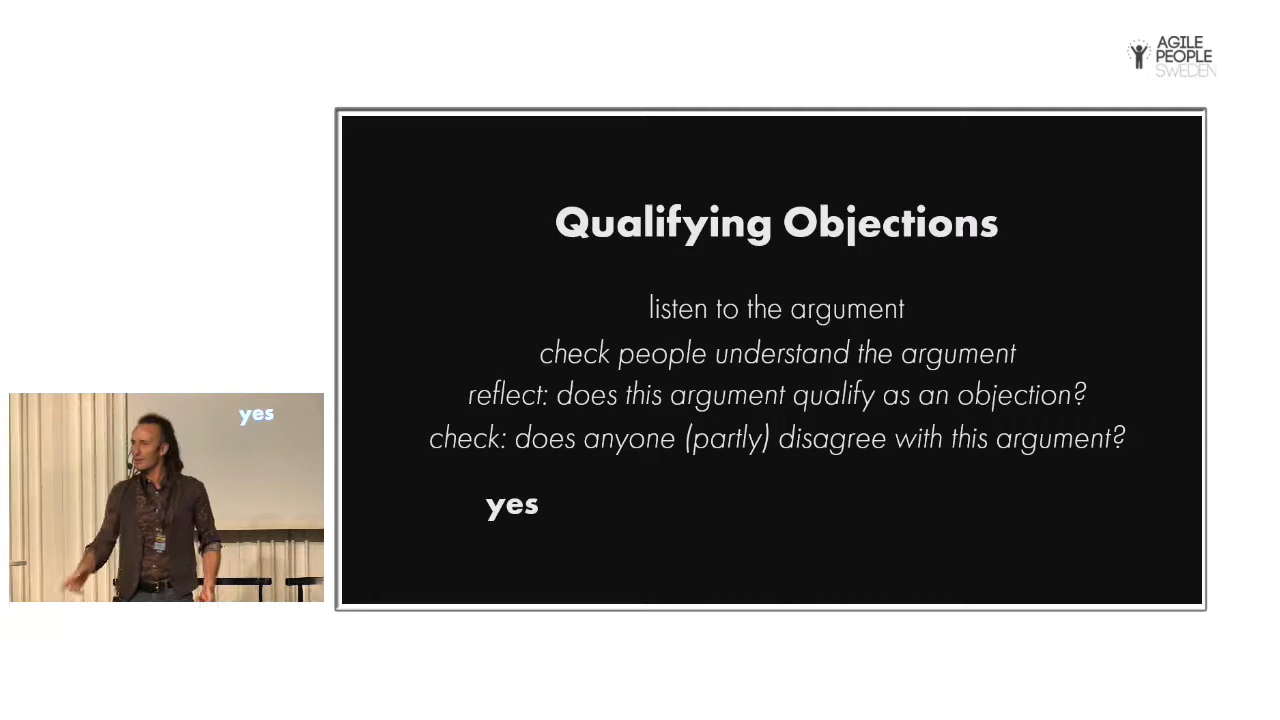 AGILE
PEOPLE
SWEDEN
Qualifying Objections
listen to the argument
check people understand the argument
reflect: does this argument qualify as an objection?
check: does anyone (partly) disagree with this argument?
yes
yes